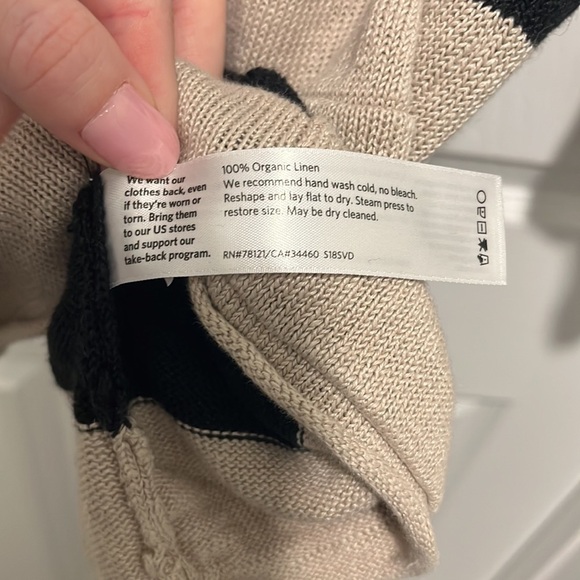 We want our
clothes back, even
if they're worn or
torn. Bring them
to our US stores
and support our
take-back program.
100% Organic Linen
We recommend hand wash cold, no bleach.
Reshape and lay flat to dry. Steam press to
restore size. May be dry cleaned.
RN#78121/CA#34460 S18SVD